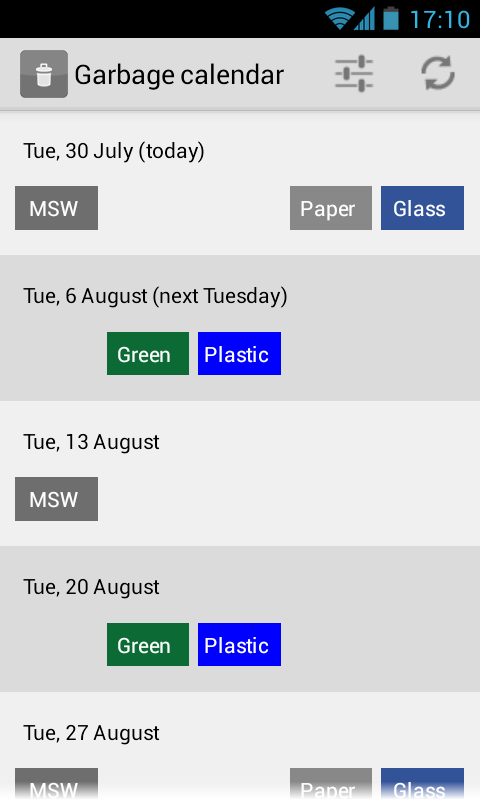 17:10
Garbage calendar
Tue, 30 July (today)
MSW Paper Glass
Tue, 6 August (next Tuesday)
Green Plastic
Tue, 13 August
MSW
Tue, 20 August
Green Plastic
Tue, 27 August
MSW Paper Glass